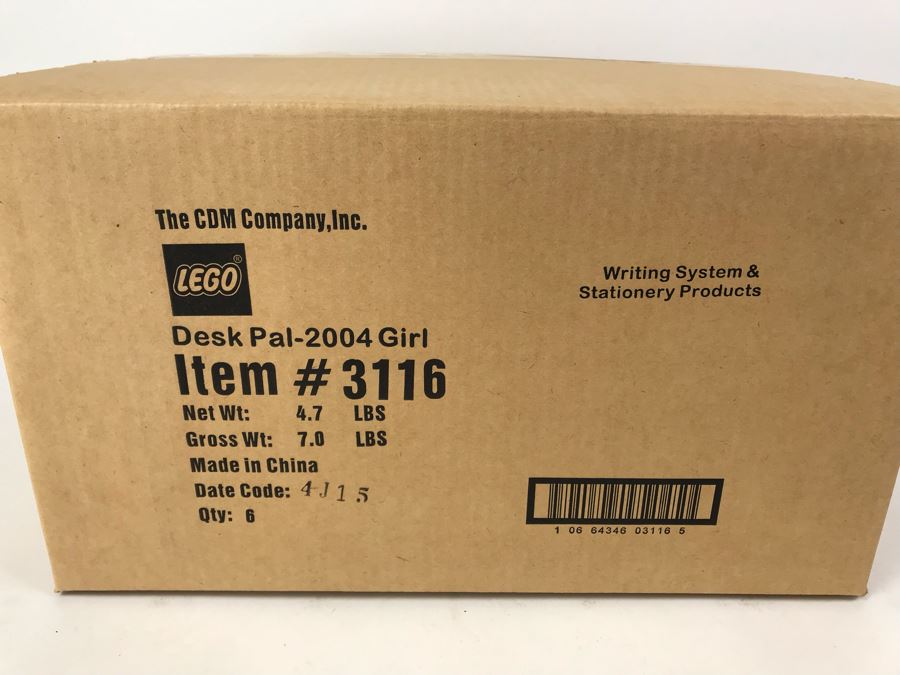 The CDM Company,Inc.
LEGO®
Writing System &
Stationery Products
Desk Pal-2004 Girl
Item # 3116
Net Wt: 4.7 LBS
Gross Wt: 7.0 LBS
Made in China
Date Code: 4J15
Qty: 6
1 06 64346 03116 5